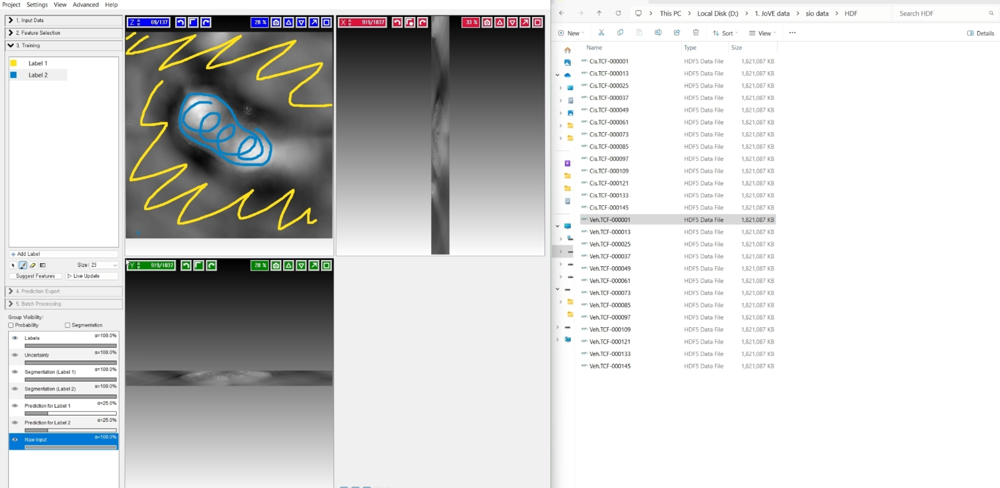 Project Settings View Advanced Help
1, Input Data
2, Feature Selection
3, Training
Label 1
Label 2
Add Label
Size: 23
Suggest Features Live Update
4, Prediction Export
5, Batch Processing
Group Visibility:
Probability Segmentation
Labels α=100.0%
Uncertainty α=100.0%
Segmentation (Label 1) α=100.0%
Segmentation (Label 2) α=100.0%
Prediction for Label 1 α=25.0%
Prediction for Label 2 α=25.0%
Raw Input α=100.0%
Z 69/137 28 %
X 919/1837 33 %
Y 919/1837 28 %
This PC Local Disk (D:) 1. JoVE data sio data HDF Search HDF
New Sort View Details
Name Type Size
Cis.TCF-000001 HDF5 Data File 1,821,087 KB
Cis.TCF-000013 HDF5 Data File 1,821,087 KB
Cis.TCF-000025 HDF5 Data File 1,821,087 KB
Cis.TCF-000037 HDF5 Data File 1,821,087 KB
Cis.TCF-000049 HDF5 Data File 1,821,087 KB
Cis.TCF-000061 HDF5 Data File 1,821,087 KB
Cis.TCF-000073 HDF5 Data File 1,821,087 KB
Cis.TCF-000085 HDF5 Data File 1,821,087 KB
Cis.TCF-000097 HDF5 Data File 1,821,087 KB
Cis.TCF-000109 HDF5 Data File 1,821,087 KB
Cis.TCF-000121 HDF5 Data File 1,821,087 KB
Cis.TCF-000133 HDF5 Data File 1,821,087 KB
Cis.TCF-000145 HDF5 Data File 1,821,087 KB
Veh.TCF-000001 HDF5 Data File 1,821,087 KB
Veh.TCF-000013 HDF5 Data File 1,821,087 KB
Veh.TCF-000025 HDF5 Data File 1,821,087 KB
Veh.TCF-000037 HDF5 Data File 1,821,087 KB
Veh.TCF-000049 HDF5 Data File 1,821,087 KB
Veh.TCF-000061 HDF5 Data File 1,821,087 KB
Veh.TCF-000073 HDF5 Data File 1,821,087 KB
Veh.TCF-000085 HDF5 Data File 1,821,087 KB
Veh.TCF-000097 HDF5 Data File 1,821,087 KB
Veh.TCF-000109 HDF5 Data File 1,821,087 KB
Veh.TCF-000121 HDF5 Data File 1,821,087 KB
Veh.TCF-000133 HDF5 Data File 1,821,087 KB
Veh.TCF-000145 HDF5 Data File 1,821,087 KB